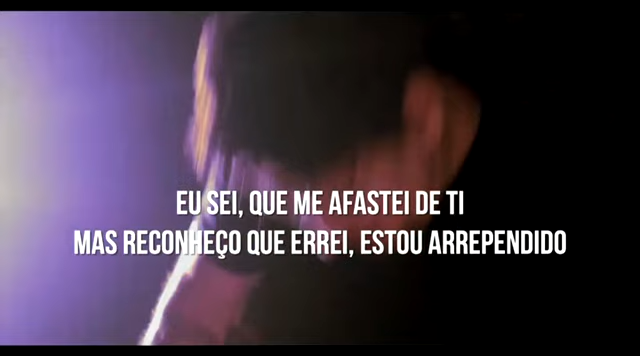 EU SEI, QUE ME AFASTEI DE TI
MAS RECONHEÇO QUE ERREI, ESTOU ARREPENDIDO